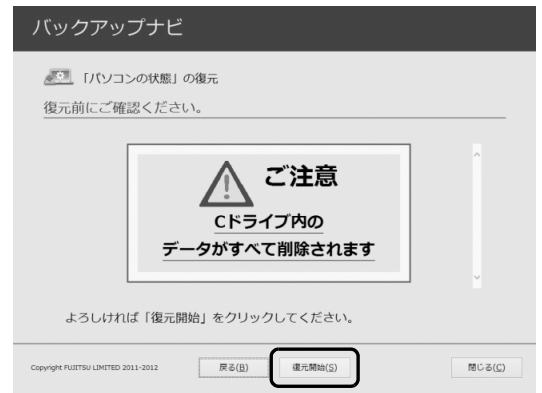 バックアップナビ
「パソコンの状態」の復元
復元前にご確認ください。
ご注意
Cドライブ内の
データがすべて削除されます
よろしければ「復元開始」をクリックしてください。
Copyright FUJITSU LIMITED 2011-2012 戻る(B) 復元開始(S) 閉じる(C)